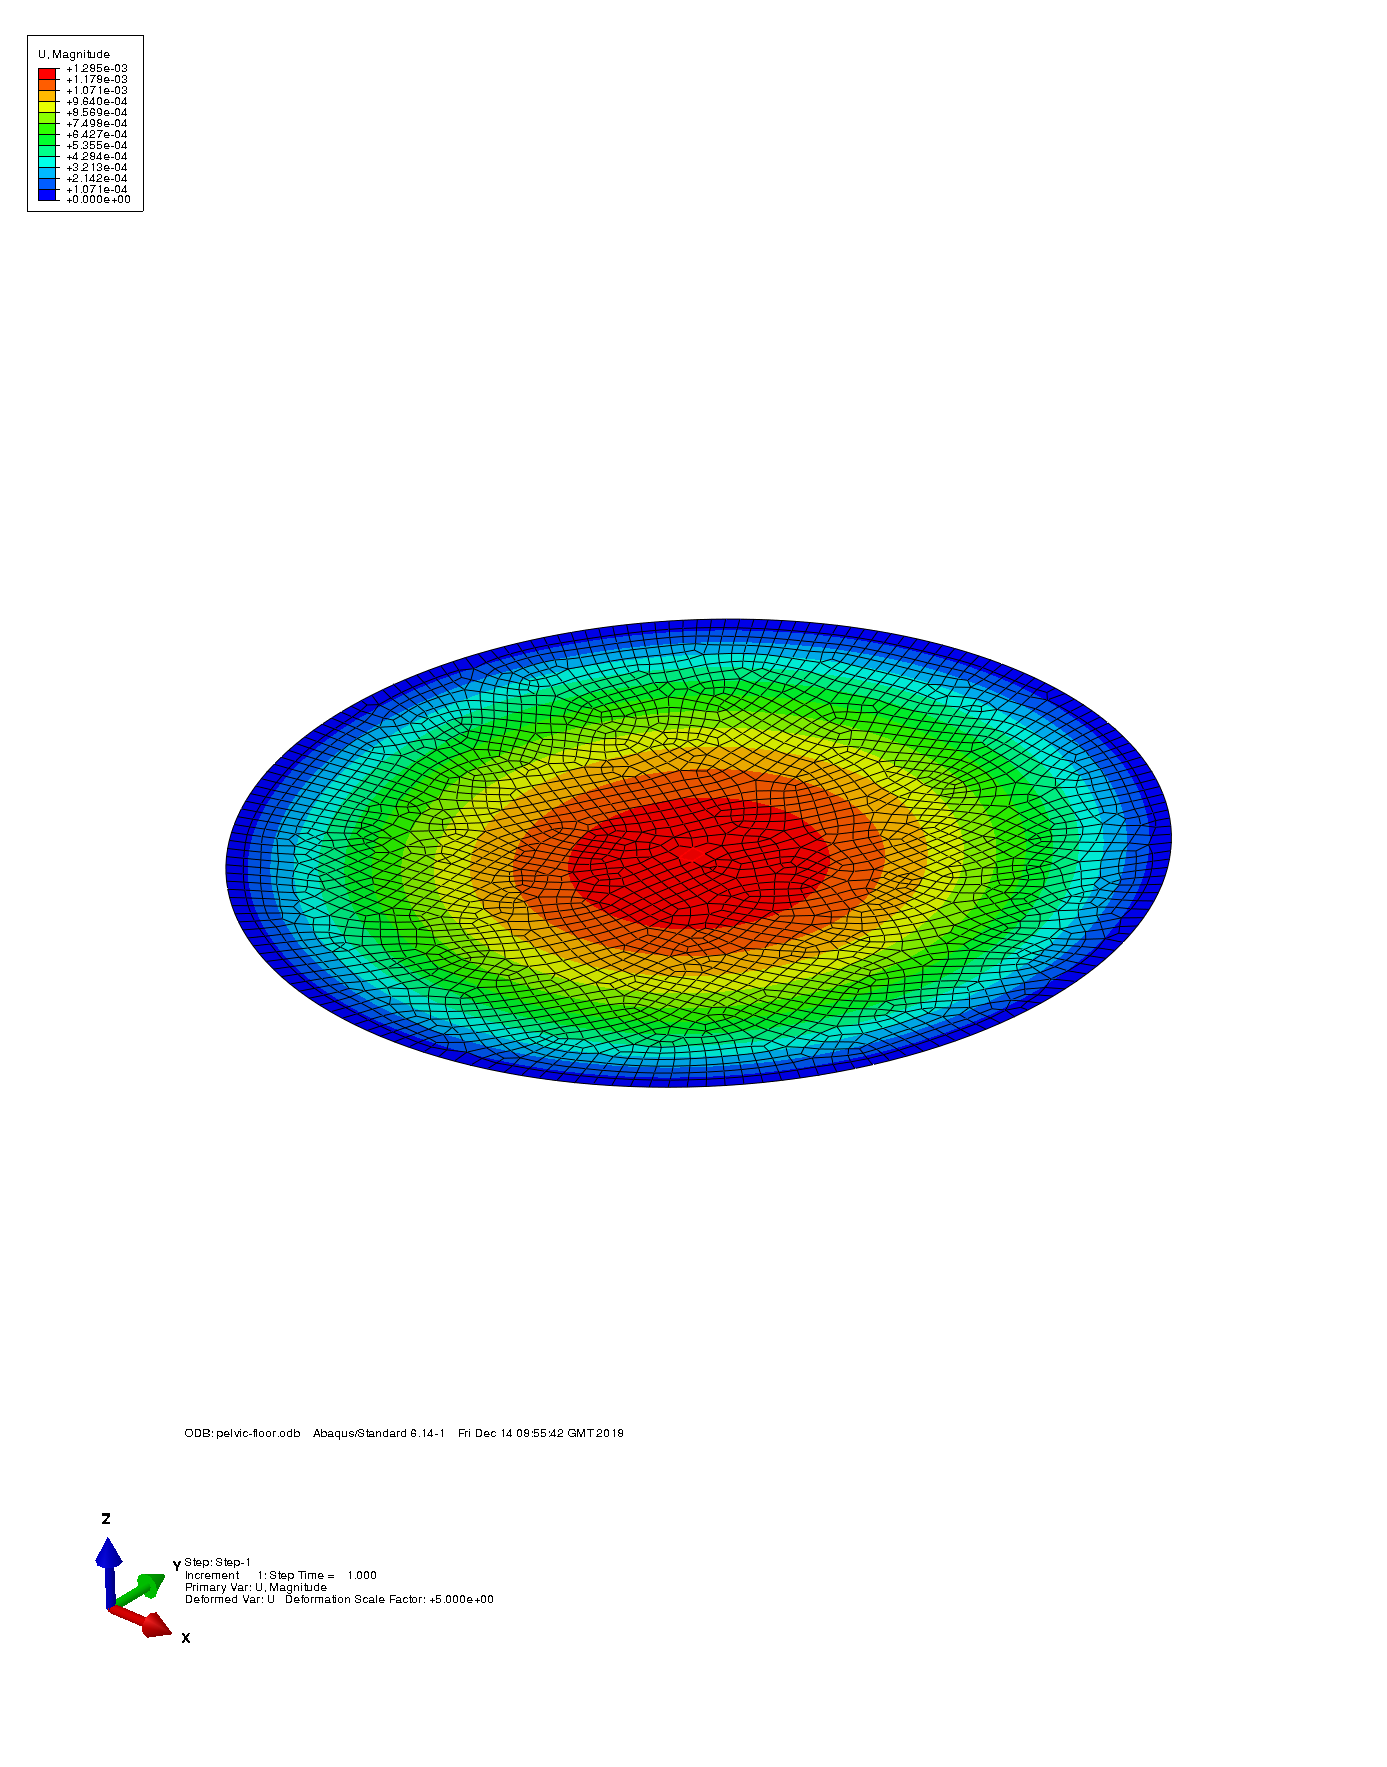 U, Magnitude
+1.285e-03
+1.178e-03
+1.071e-03
+9.640e-04
+8.569e-04
+7.498e-04
+6.427e-04
+5.355e-04
+4.284e-04
+3.213e-04
+2.142e-04
+1.071e-04
+0.000e+00
ODB: pelvic-floor.odb Abaqus/Standard 6.14-1 Fri Dec 14 09:55:42 GMT 2018
Z
Y
X
Step: Step-1
Increment 1: Step Time = 1.000
Primary Var: U, Magnitude
Deformed Var: U Deformation Scale Factor: +5.000e+00